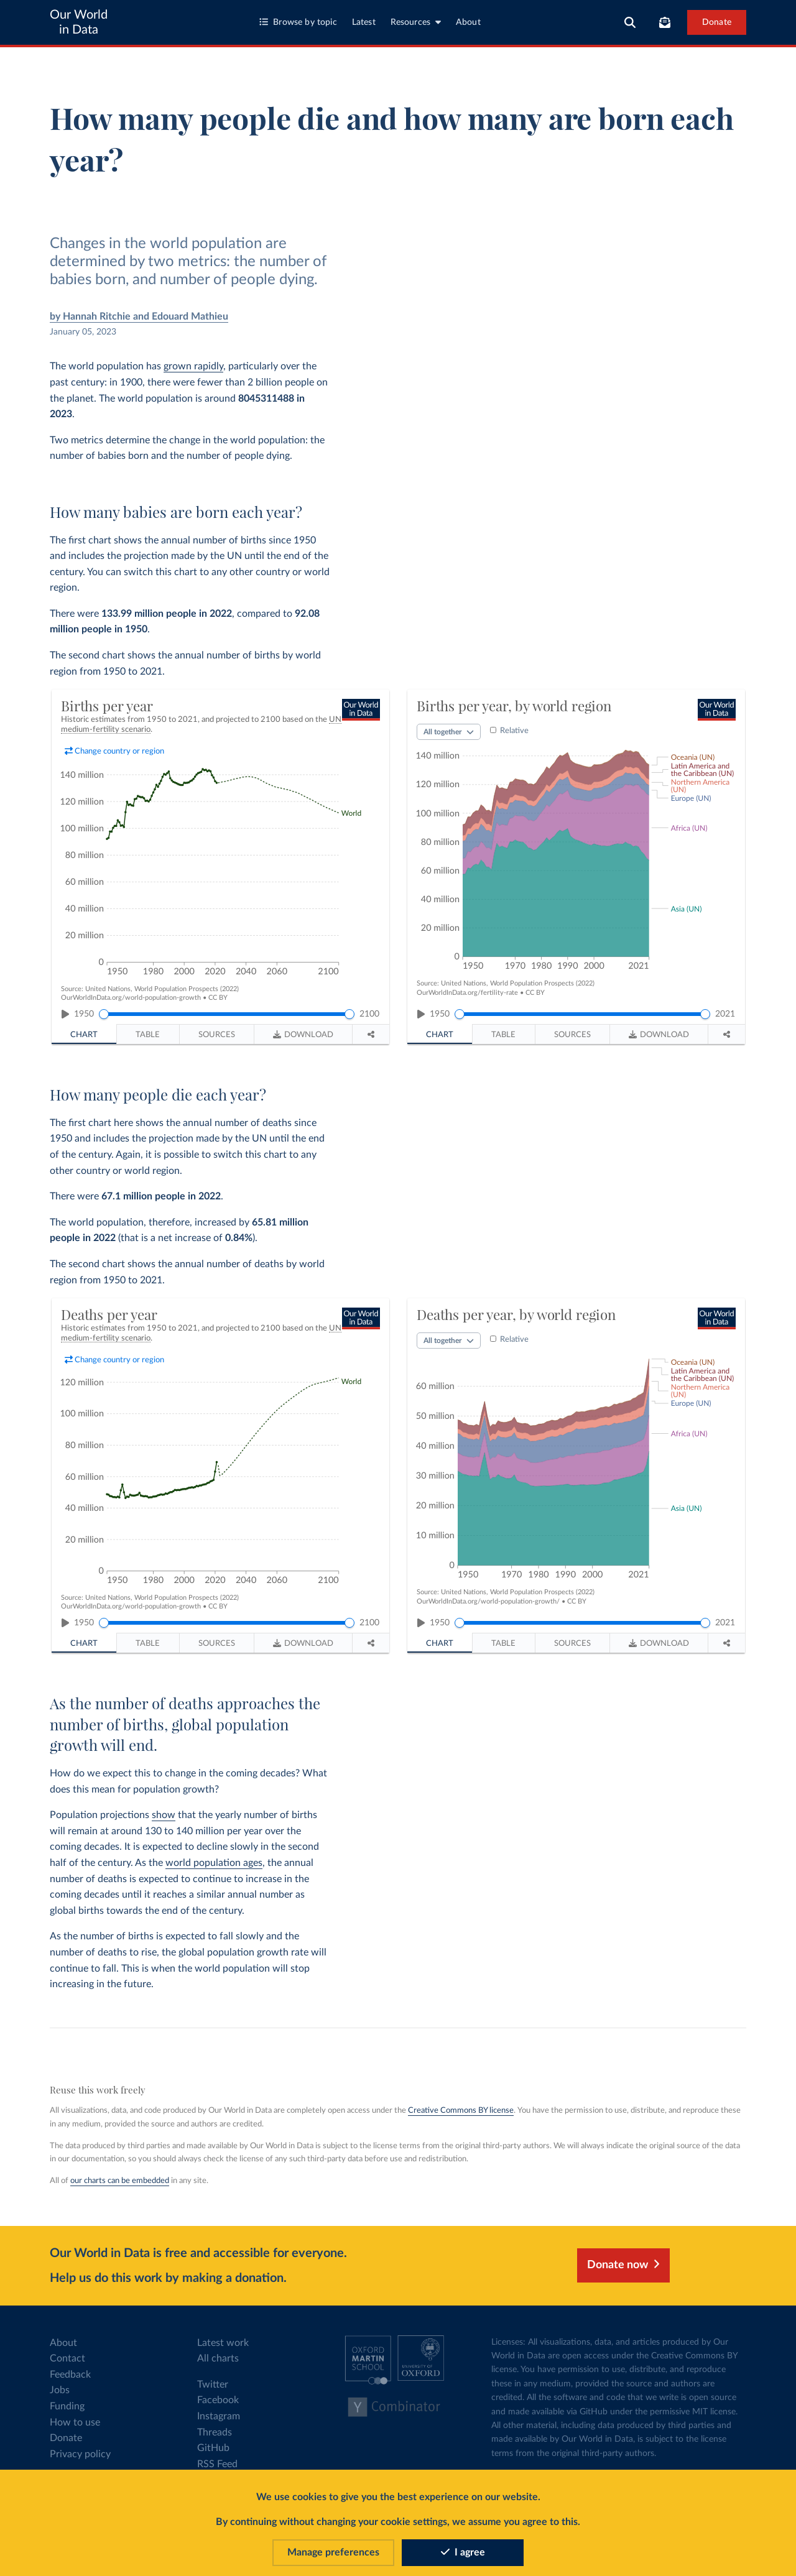 Our World
in Data
Browse by topic
Latest
Resources
About
Donate
How many people die and how many are born each
year?
Changes in the world population are
determined by two metrics: the number of
babies born, and number of people dying.
by Hannah Ritchie and Edouard Mathieu
January 05, 2023
The world population has grown rapidly, particularly over the
past century: in 1900, there were fewer than 2 billion people on
the planet. The world population is around 8045311488 in
2023.
Two metrics determine the change in the world population: the
number of babies born and the number of people dying.
How many babies are born each year?
The first chart shows the annual number of births since 1950
and includes the projection made by the UN until the end of the
century. You can switch this chart to any other country or world
region.
There were 133.99 million people in 2022, compared to 92.08
million people in 1950.
The second chart shows the annual number of births by world
region from 1950 to 2021.
Births per year
Our World
in Data
Historic estimates from 1950 to 2021, and projected to 2100 based on the UN
medium-fertility scenario.
Change country or region
140 million
120 million
100 million
80 million
60 million
40 million
20 million
0
World
1950 1980 2000 2020 2040 2060 2100
Source: United Nations, World Population Prospects (2022)
OurWorldInData.org/world-population-growth • CC BY
1950
2100
CHART
TABLE
SOURCES
DOWNLOAD
Births per year, by world region
Our World
in Data
All together
Relative
140 million
120 million
100 million
80 million
60 million
40 million
20 million
0
Oceania (UN)
Latin America and
the Caribbean (UN)
Northern America
(UN)
Europe (UN)
Africa (UN)
Asia (UN)
1950 1970 1980 1990 2000 2021
Source: United Nations, World Population Prospects (2022)
OurWorldInData.org/fertility-rate • CC BY
1950
2021
CHART
TABLE
SOURCES
DOWNLOAD
How many people die each year?
The first chart here shows the annual number of deaths since
1950 and includes the projection made by the UN until the end
of the century. Again, it is possible to switch this chart to any
other country or world region.
There were 67.1 million people in 2022.
The world population, therefore, increased by 65.81 million
people in 2022 (that is a net increase of 0.84%).
The second chart shows the annual number of deaths by world
region from 1950 to 2021.
Deaths per year
Our World
in Data
Historic estimates from 1950 to 2021, and projected to 2100 based on the UN
medium-fertility scenario.
Change country or region
120 million
100 million
80 million
60 million
40 million
20 million
0
World
1950 1980 2000 2020 2040 2060 2100
Source: United Nations, World Population Prospects (2022)
OurWorldInData.org/world-population-growth • CC BY
1950
2100
CHART
TABLE
SOURCES
DOWNLOAD
Deaths per year, by world region
Our World
in Data
All together
Relative
60 million
50 million
40 million
30 million
20 million
10 million
0
Oceania (UN)
Latin America and
the Caribbean (UN)
Northern America
(UN)
Europe (UN)
Africa (UN)
Asia (UN)
1950 1970 1980 1990 2000 2021
Source: United Nations, World Population Prospects (2022)
OurWorldInData.org/world-population-growth/ • CC BY
1950
2021
CHART
TABLE
SOURCES
DOWNLOAD
As the number of deaths approaches the
number of births, global population
growth will end.
How do we expect this to change in the coming decades? What
does this mean for population growth?
Population projections show that the yearly number of births
will remain at around 130 to 140 million per year over the
coming decades. It is expected to decline slowly in the second
half of the century. As the world population ages, the annual
number of deaths is expected to continue to increase in the
coming decades until it reaches a similar annual number as
global births towards the end of the century.
As the number of births is expected to fall slowly and the
number of deaths to rise, the global population growth rate will
continue to fall. This is when the world population will stop
increasing in the future.
Reuse this work freely
All visualizations, data, and code produced by Our World in Data are completely open access under the Creative Commons BY license. You have the permission to use, distribute, and reproduce these
in any medium, provided the source and authors are credited.
The data produced by third parties and made available by Our World in Data is subject to the license terms from the original third-party authors. We will always indicate the original source of the data
in our documentation, so you should always check the license of any such third-party data before use and redistribution.
All of our charts can be embedded in any site.
Our World in Data is free and accessible for everyone.
Help us do this work by making a donation.
Donate now
About
Contact
Feedback
Jobs
Funding
How to use
Donate
Privacy policy
Latest work
All charts
Twitter
Facebook
Instagram
Threads
GitHub
RSS Feed
OXFORD
MARTIN
SCHOOL
UNIVERSITY OF
OXFORD
Y Combinator
Licenses: All visualizations, data, and articles produced by Our
World in Data are open access under the Creative Commons BY
license. You have permission to use, distribute, and reproduce
these in any medium, provided the source and authors are
credited. All the software and code that we write is open source
and made available via GitHub under the permissive MIT license.
All other material, including data produced by third parties and
made available by Our World in Data, is subject to the license
terms from the original third-party authors.
We use cookies to give you the best experience on our website.
By continuing without changing your cookie settings, we assume you agree to this.
Manage preferences
I agree